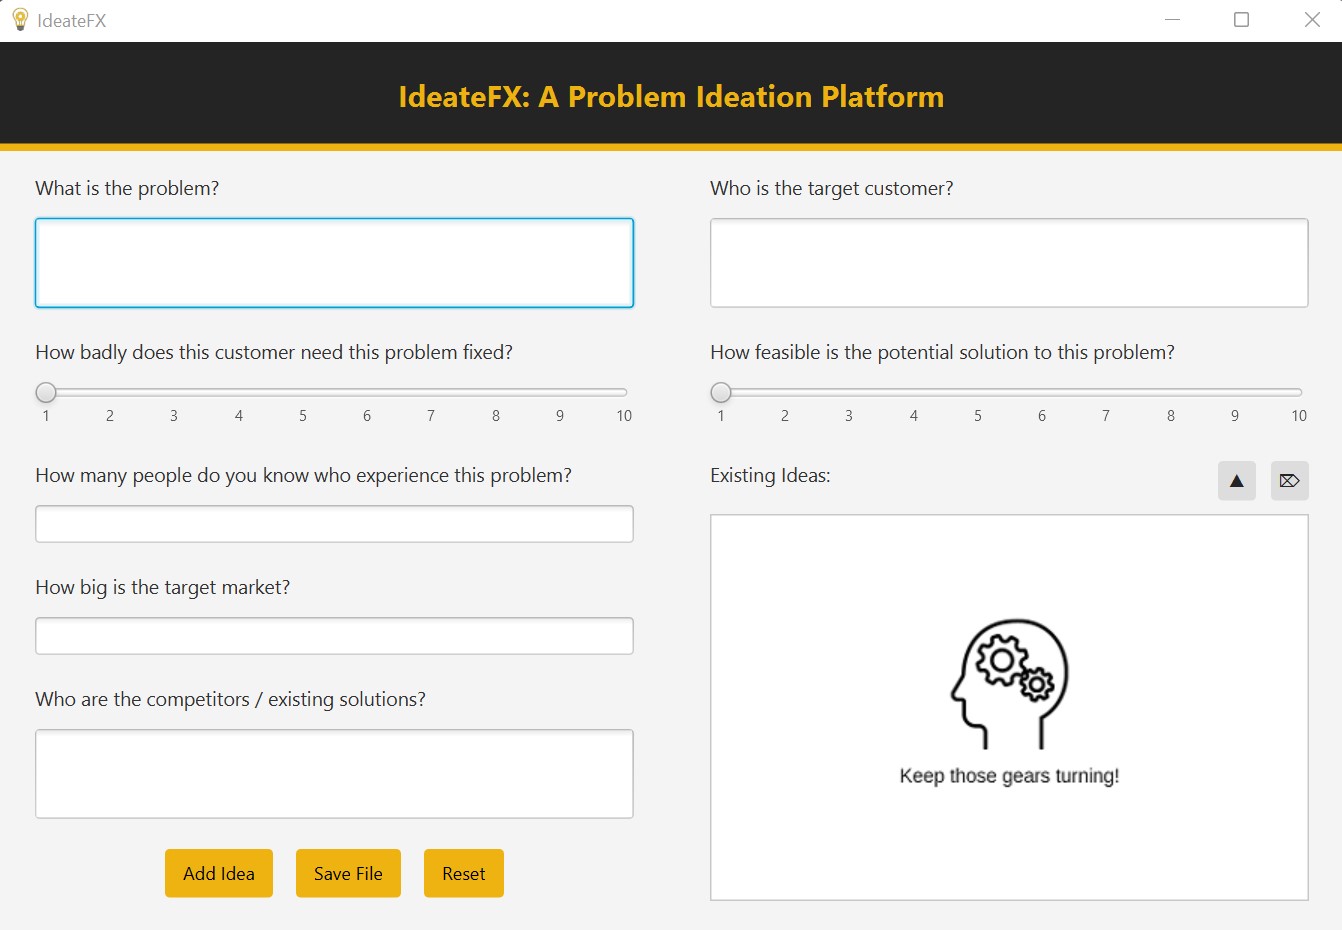 IdeateFX
IdeateFX: A Problem Ideation Platform
What is the problem?
Who is the target customer?
How badly does this customer need this problem fixed?
1 2 3 4 5 6 7 8 9 10
How feasible is the potential solution to this problem?
1 2 3 4 5 6 7 8 9 10
How many people do you know who experience this problem?
How big is the target market?
Who are the competitors / existing solutions?
Add Idea
Save File
Reset
Existing Ideas:
Keep those gears turning!